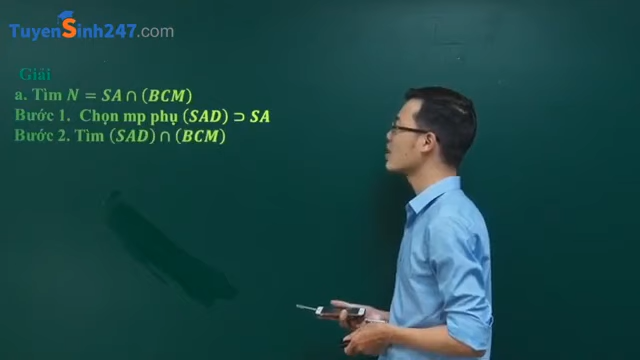 TuyenSinh247.com
Giải
a. Tìm N = SA ∩ (BCM)
Bước 1. Chọn mp phụ (SAD) ⊃ SA
Bước 2. Tìm (SAD) ∩ (BCM)